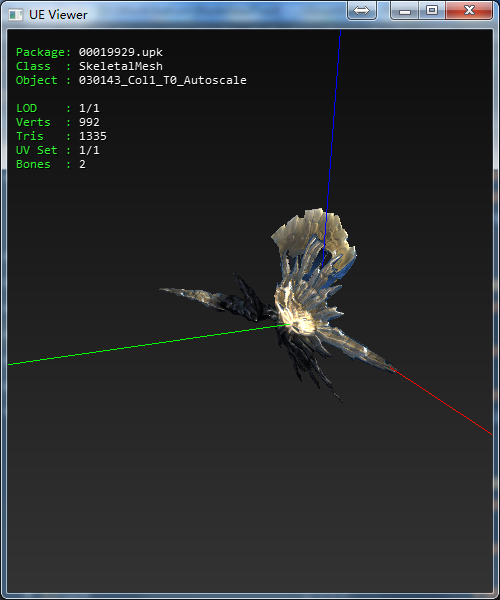 UE Viewer
Package: 00019929.upk
Class : SkeletalMesh
Object : 030143_Col1_T0_Autoscale
LOD : 1/1
Verts : 992
Tris : 1335
UV Set : 1/1
Bones : 2